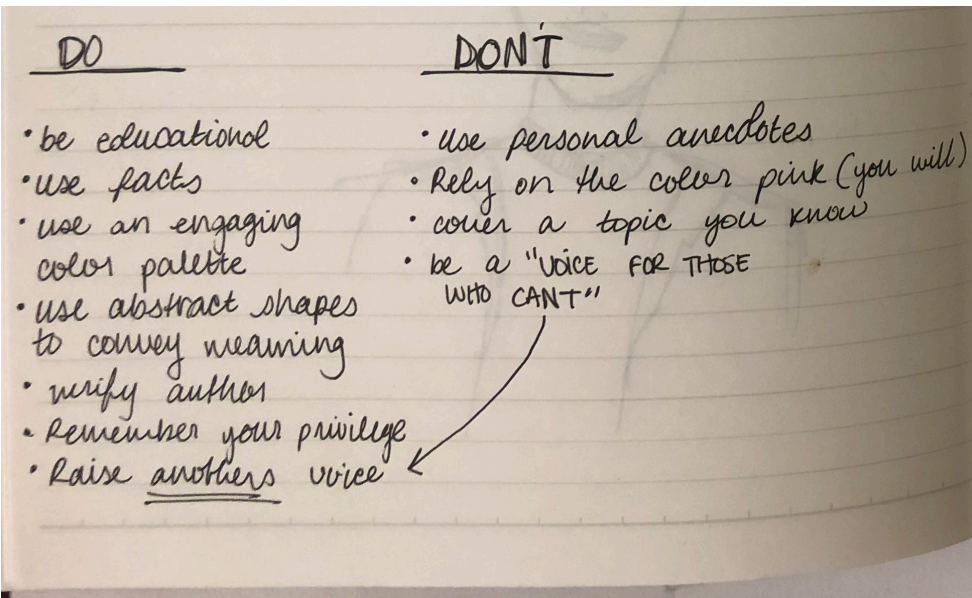 DO
• be educational
• use facts
• use an engaging
color palette
• use abstract shapes
to convey meaning
• verify author
• Remember your privilege
• Raise anothers voice
DON'T
• use personal anecdotes
• Rely on the color pink (you will)
• cover a topic you know
• be a "VOICE FOR THOSE
WHO CANT"